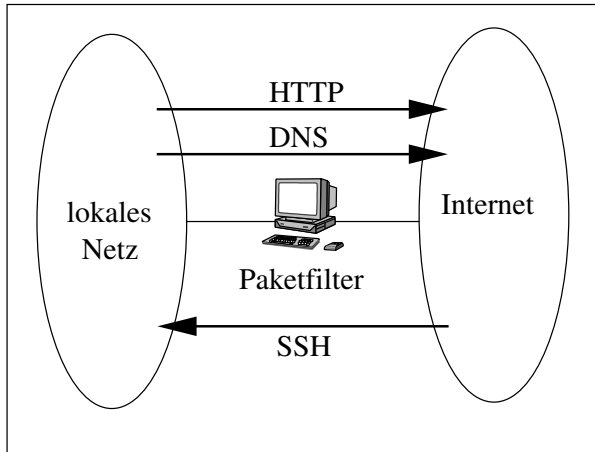 HTTP
DNS
lokales
Netz
Internet
Paketfilter
SSH